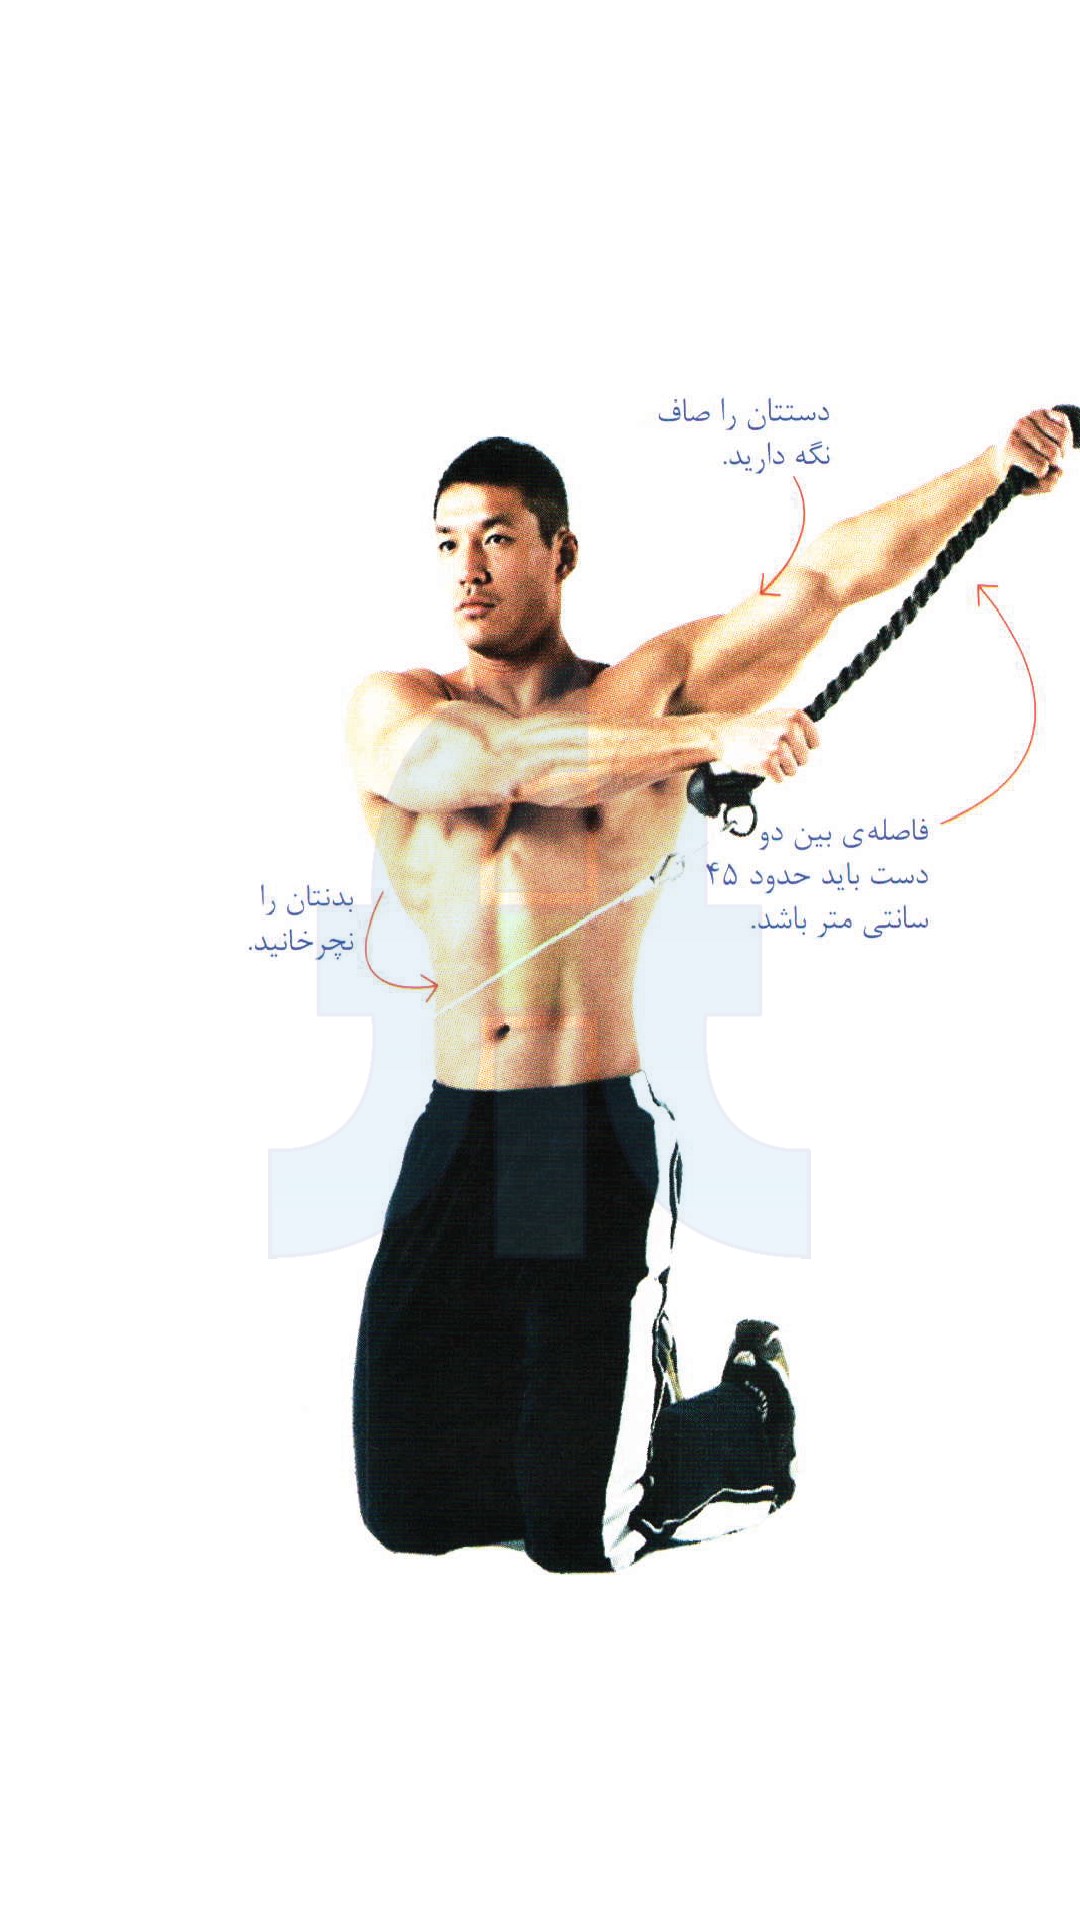 دستتان را صاف
نگه دارید.
فاصله‌ی بین دو
دست باید حدود ۴۵
سانتی متر باشد.
بدنتان را
نچرخانید.